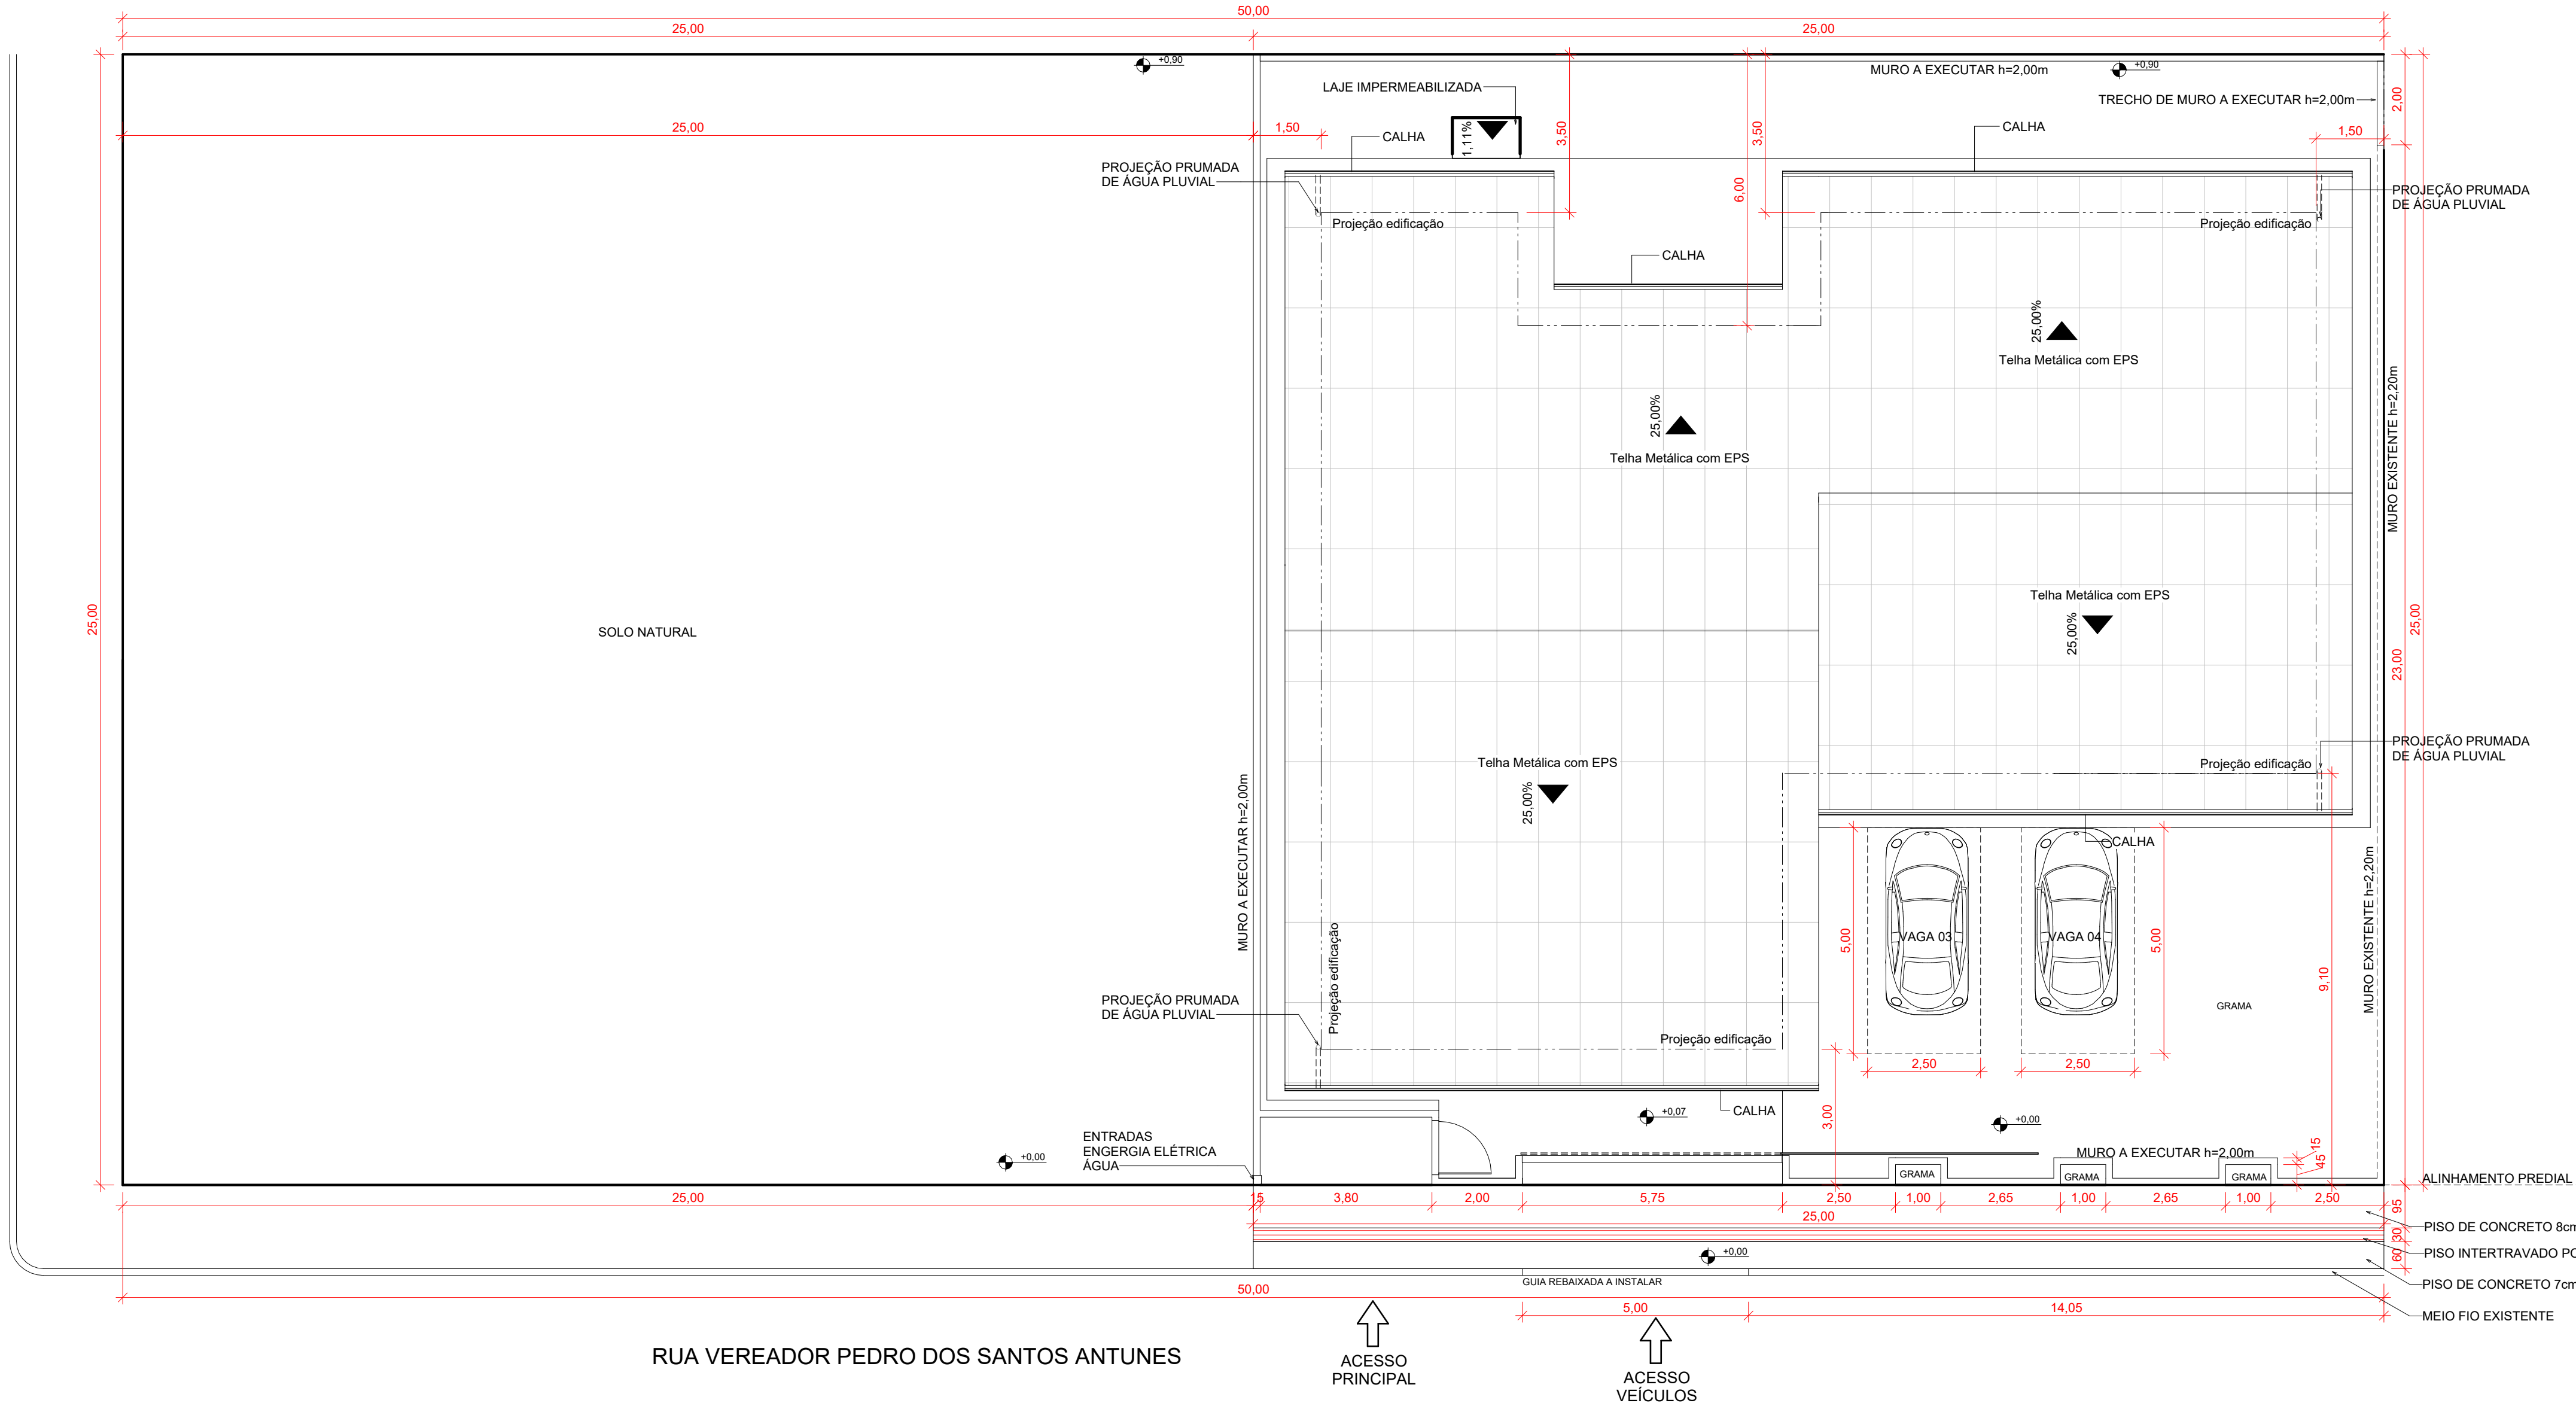 50,00
25,00
25,00
+0,90
MURO A EXECUTAR h=2,00m
+0,90
LAJE IMPERMEABILIZADA
TRECHO DE MURO A EXECUTAR h=2,00m
2,00
25,00
1,50
CALHA
1,11%
3,50
3,50
CALHA
1,50
PROJEÇÃO PRUMADA
DE ÁGUA PLUVIAL
6,00
PROJEÇÃO PRUMADA
DE ÁGUA PLUVIAL
Projeção edificação
Projeção edificação
CALHA
25,00%
Telha Metálica com EPS
25,00%
Telha Metálica com EPS
MURO EXISTENTE h=2,20m
25,00
SOLO NATURAL
Telha Metálica com EPS
25,00%
25,00
23,00
PROJEÇÃO PRUMADA
DE ÁGUA PLUVIAL
Telha Metálica com EPS
25,00%
Projeção edificação
MURO A EXECUTAR h=2,00m
CALHA
MURO EXISTENTE h=2,20m
5,00
VAGA 03
VAGA 04
5,00
9,10
GRAMA
Projeção edificação
PROJEÇÃO PRUMADA
DE ÁGUA PLUVIAL
Projeção edificação
2,50
2,50
+0,07
CALHA
3,00
+0,00
ENTRADAS
ENGERGIA ELÉTRICA
ÁGUA
+0,00
MURO A EXECUTAR h=2,00m
15
45
GRAMA
GRAMA
GRAMA
ALINHAMENTO PREDIAL
25,00
15
3,80
2,00
5,75
2,50
1,00
2,65
1,00
2,65
1,00
2,50
95
25,00
PISO DE CONCRETO 8cm
30
+0,00
PISO INTERTRAVADO PO
60
GUIA REBAIXADA A INSTALAR
PISO DE CONCRETO 7cm
50,00
5,00
14,05
MEIO FIO EXISTENTE
RUA VEREADOR PEDRO DOS SANTOS ANTUNES
ACESSO
PRINCIPAL
ACESSO
VEÍCULOS